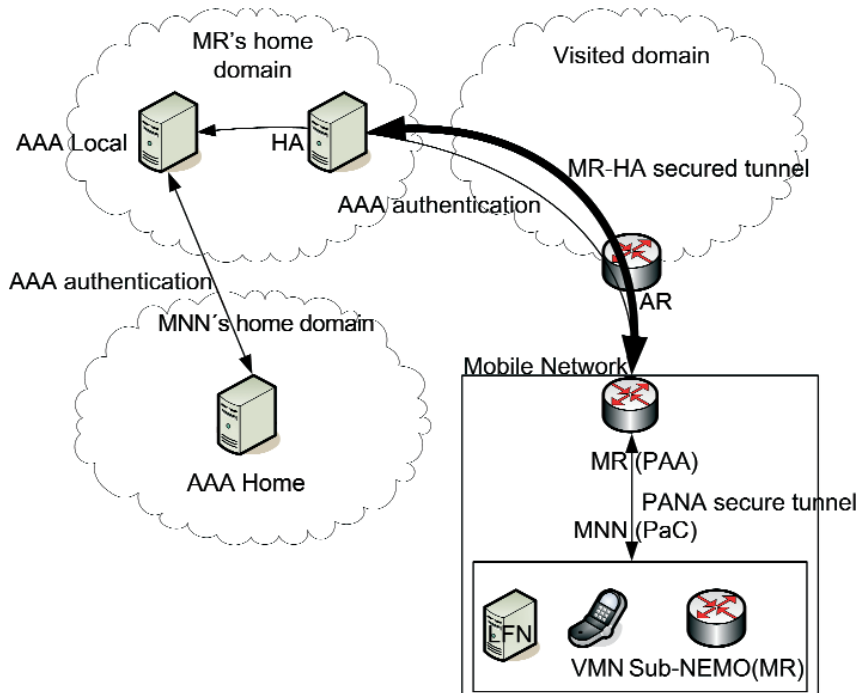 MR's home
domain
Visited domain
AAA Local
HA
MR-HA secured tunnel
AAA authentication
AR
AAA authentication
MNN´s home domain
Mobile Network
AAA Home
MR (PAA)
PANA secure tunnel
MNN (PaC)
LFN
VMN Sub-NEMO(MR)